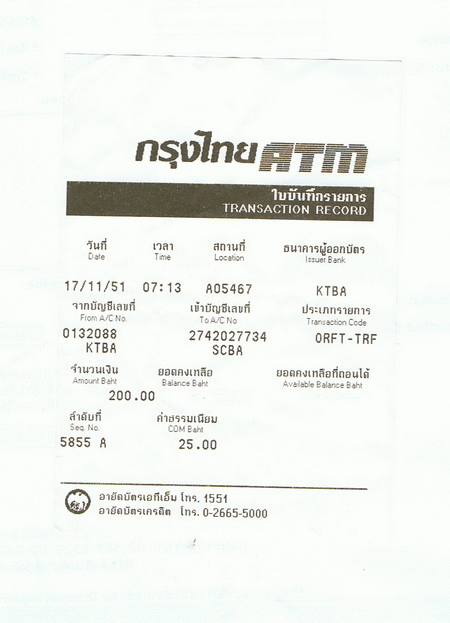 กรุงไทย ATM
ใบบันทึกรายการ
TRANSACTION RECORD
วันที่ เวลา สถานที่ ธนาคารผู้ออกบัตร
Date Time Location Issuer Bank
17/11/51 07:13 A05467 KTBA
จากบัญชีเลขที่ เข้าบัญชีเลขที่ ประเภทรายการ
From A/C No. To A/C No Transaction Code
0132088 2742027734 ORFT-TRF
KTBA SCBA
จำนวนเงิน ยอดคงเหลือ ยอดคงเหลือที่ถอนได้
Amount Baht Balance Baht Available Balance Baht
200.00
ลำดับที่ ค่าธรรมเนียม
Seq. No. COM Baht
5855 A 25.00
อายัดบัตรเอทีเอ็ม โทร. 1551
อายัดบัตรเครดิต โทร. 0-2665-5000